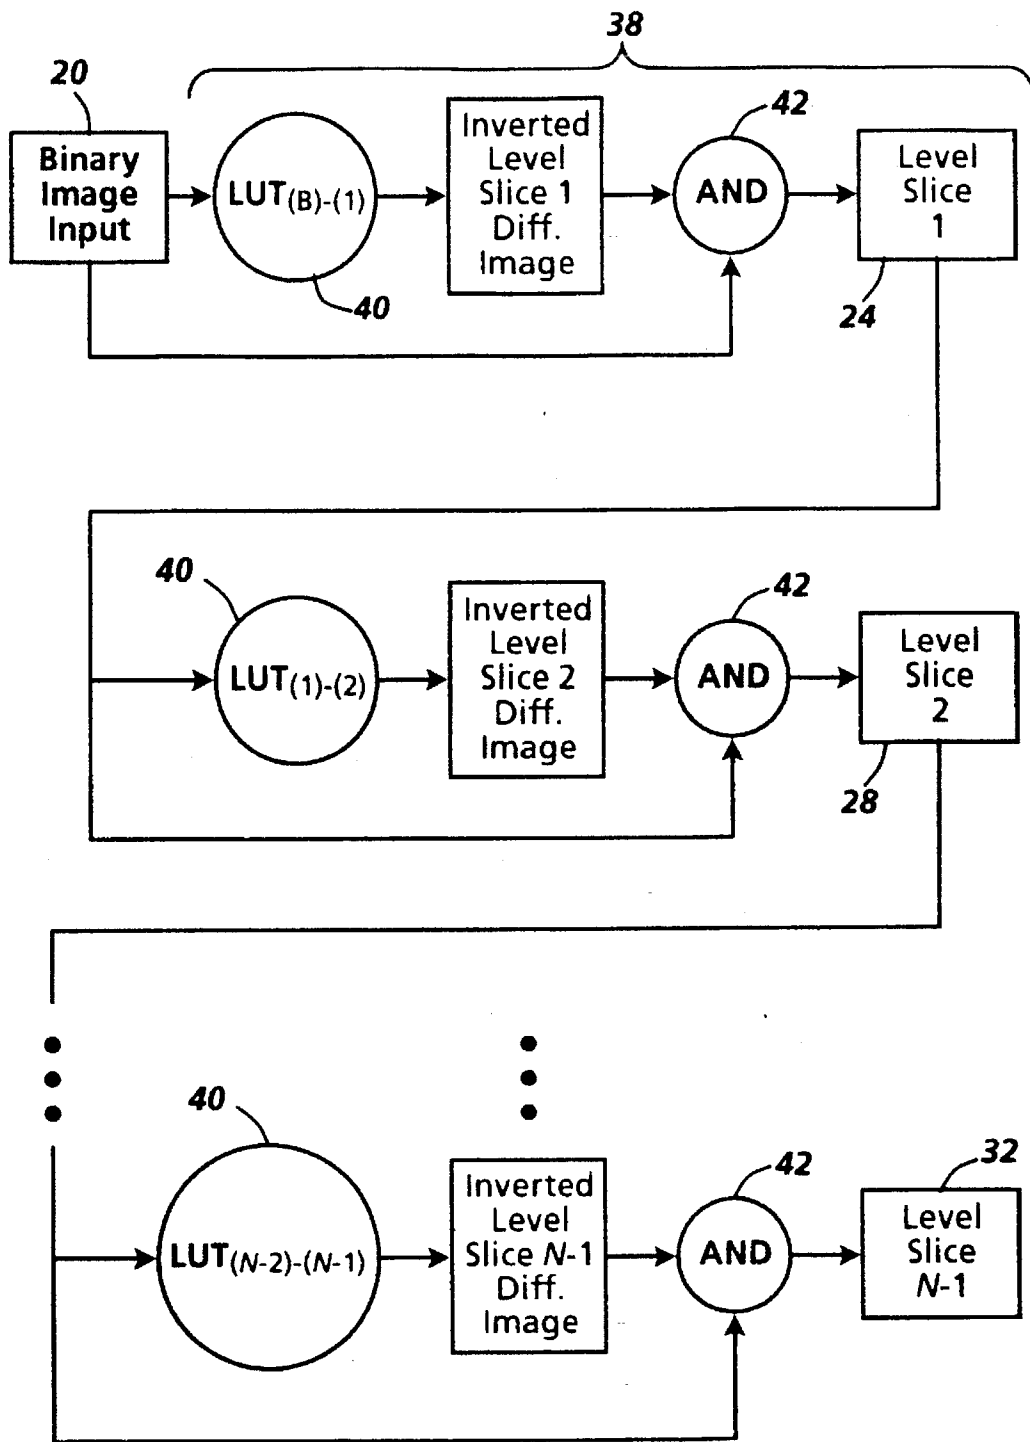 38
20
Binary
Image
Input
LUT(B)-(1)
40
Inverted
Level
Slice 1
Diff.
Image
42
AND
Level
Slice
1
24
40
LUT(1)-(2)
Inverted
Level
Slice 2
Diff.
Image
42
AND
Level
Slice
2
28
40
LUT(N-2)-(N-1)
Inverted
Level
Slice N-1
Diff.
Image
42
AND
32
Level
Slice
N-1